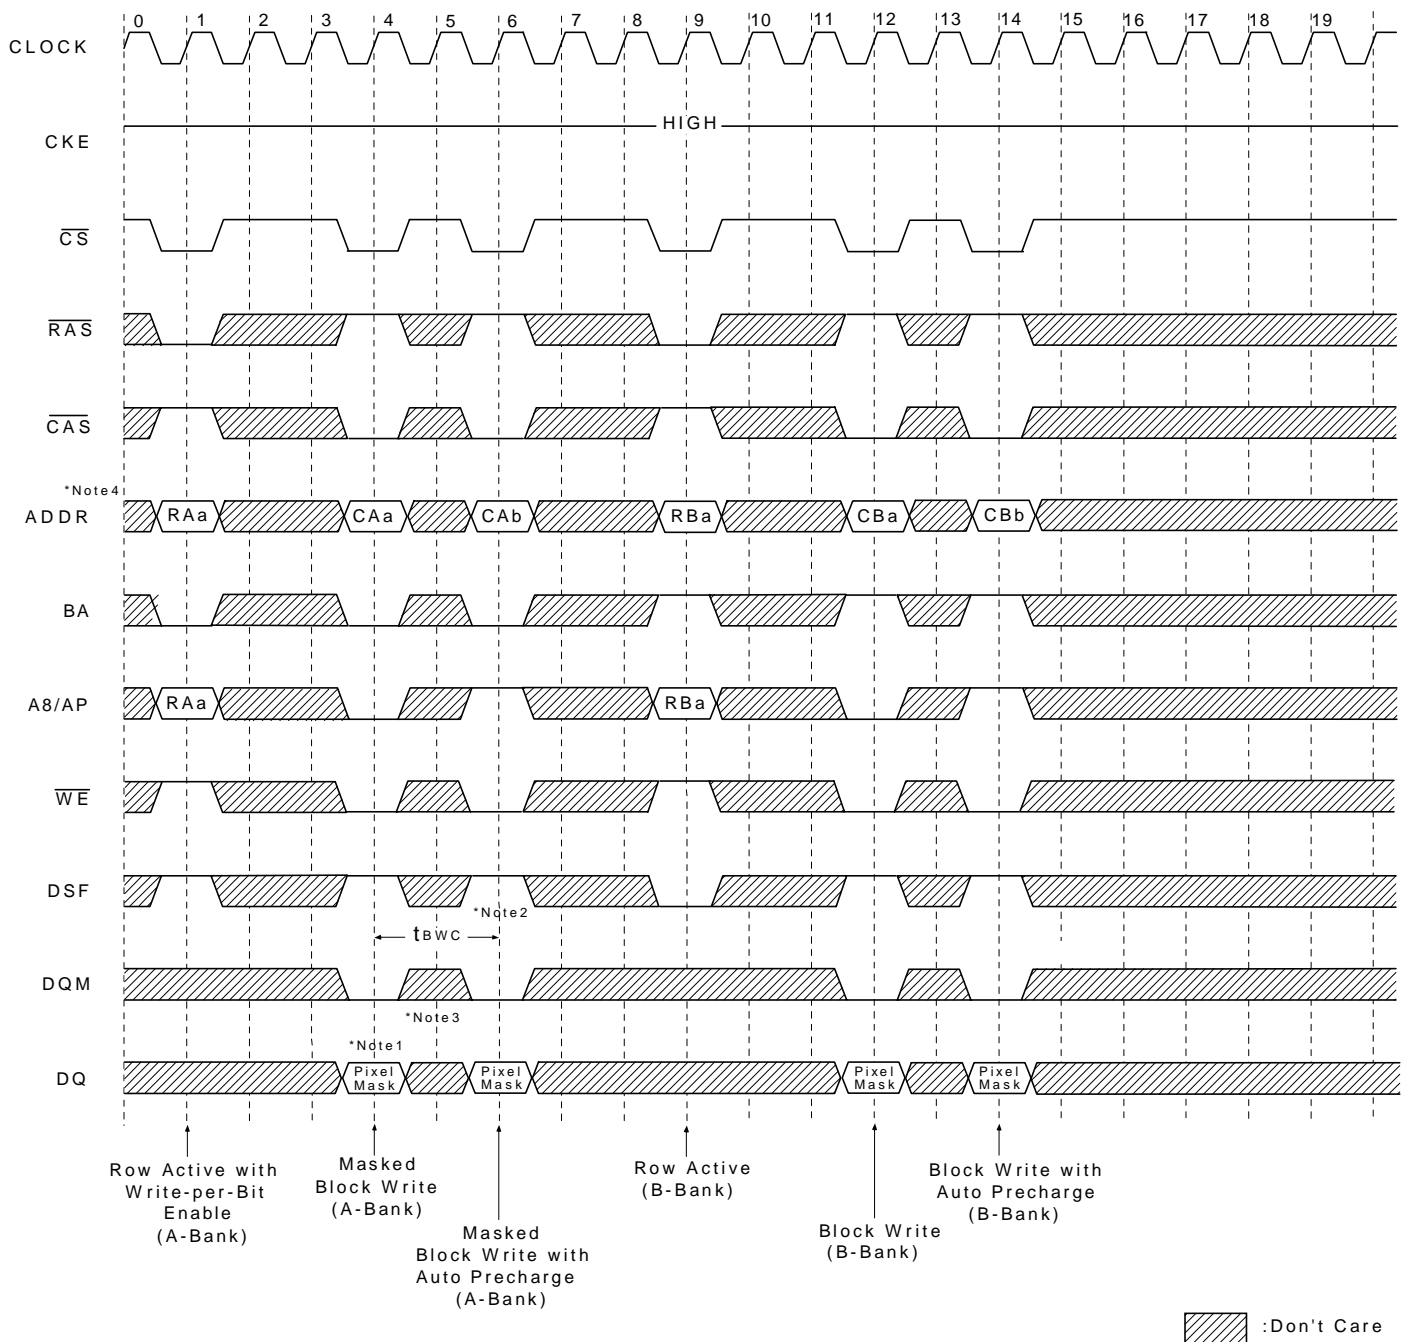 0 1 2 3 4 5 6 7 8 9 10 11 12 13 14 15 16 17 18 19
CLOCK
HIGH
CKE
CS
RAS
CAS
*Note4
ADDR RAa CAa CAb RBa CBa CBb
BA
A8/AP RAa RBa
WE
DSF
*Note2
tBWC
DQM
*Note3
*Note1
DQ
Pixel Mask
Pixel Mask
Pixel Mask
Pixel Mask
Row Active with
Write-per-Bit
Enable
(A-Bank)
Masked
Block Write
(A-Bank)
Masked
Block Write with
Auto Precharge
(A-Bank)
Row Active
(B-Bank)
Block Write
(B-Bank)
Block Write with
Auto Precharge
(B-Bank)
:Don't Care